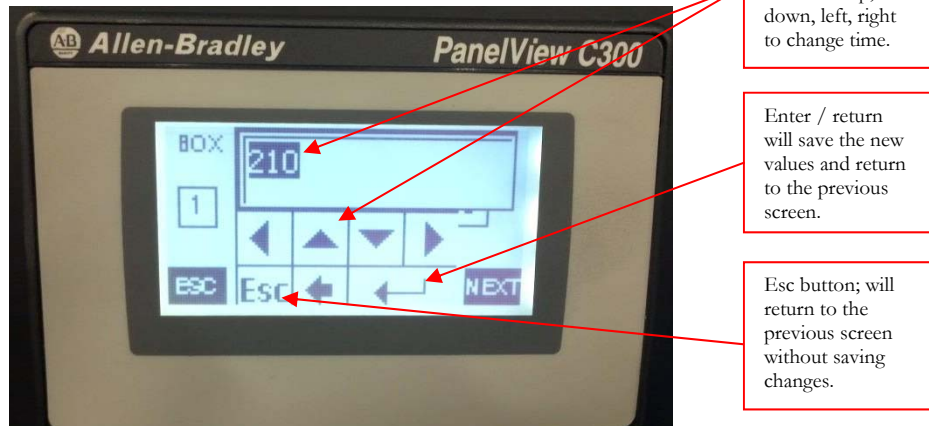 down, left, right
to change time.
AB Allen-Bradley
PanelView C300
BOX
210
1
ESC
Esc
NEXT
Enter / return
will save the new
values and return
to the previous
screen.
Esc button; will
return to the
previous screen
without saving
changes.